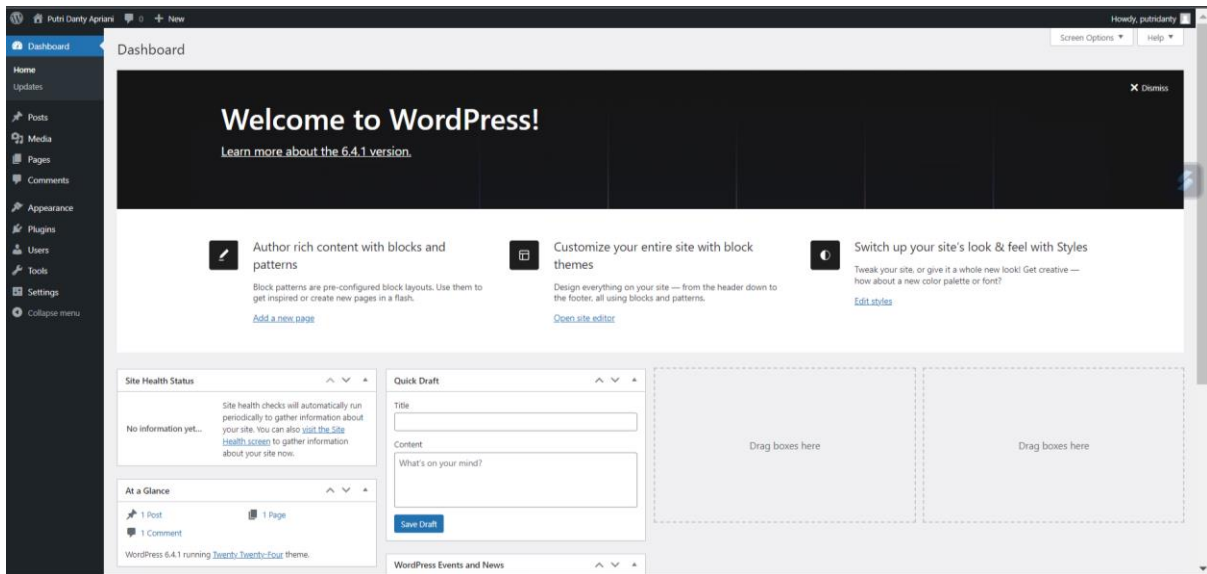 Putri Danty Apriani 0 New
Howdy, putridanty
Dashboard
Home
Updates
Posts
Media
Pages
Comments
Appearance
Plugins
Users
Tools
Settings
Collapse menu
Screen Options Help
Dashboard
Dismiss
Welcome to WordPress!
Learn more about the 6.4.1 version.
Author rich content with blocks and
patterns
Block patterns are pre-configured block layouts. Use them to
get inspired or create new pages in a flash.
Add a new page
Customize your entire site with block
themes
Design everything on your site — from the header down to
the footer, all using blocks and patterns.
Open site editor
Switch up your site's look & feel with Styles
Tweak your site, or give it a whole new look! Get creative —
how about a new color palette or font?
Edit styles
Site Health Status
No information yet...
Site health checks will automatically run
periodically to gather information about
your site. You can also visit the Site
Health screen to gather information
about your site now.
At a Glance
1 Post
1 Page
1 Comment
WordPress 6.4.1 running Twenty Twenty-Four theme.
Quick Draft
Title
Content
What's on your mind?
Save Draft
WordPress Events and News
Drag boxes here
Drag boxes here